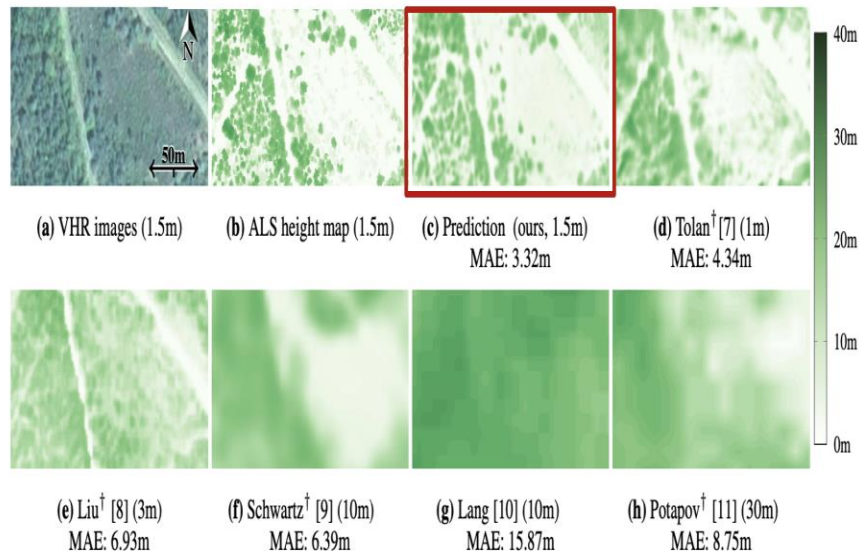 N
50m
40m
30m
20m
10m
0m
(a) VHR images (1.5m)
(b) ALS height map (1.5m)
(c) Prediction (ours, 1.5m)
MAE: 3.32m
(d) Tolan† [7] (1m)
MAE: 4.34m
(e) Liu† [8] (3m)
MAE: 6.93m
(f) Schwartz† [9] (10m)
MAE: 6.39m
(g) Lang [10] (10m)
MAE: 15.87m
(h) Potapov† [11] (30m)
MAE: 8.75m